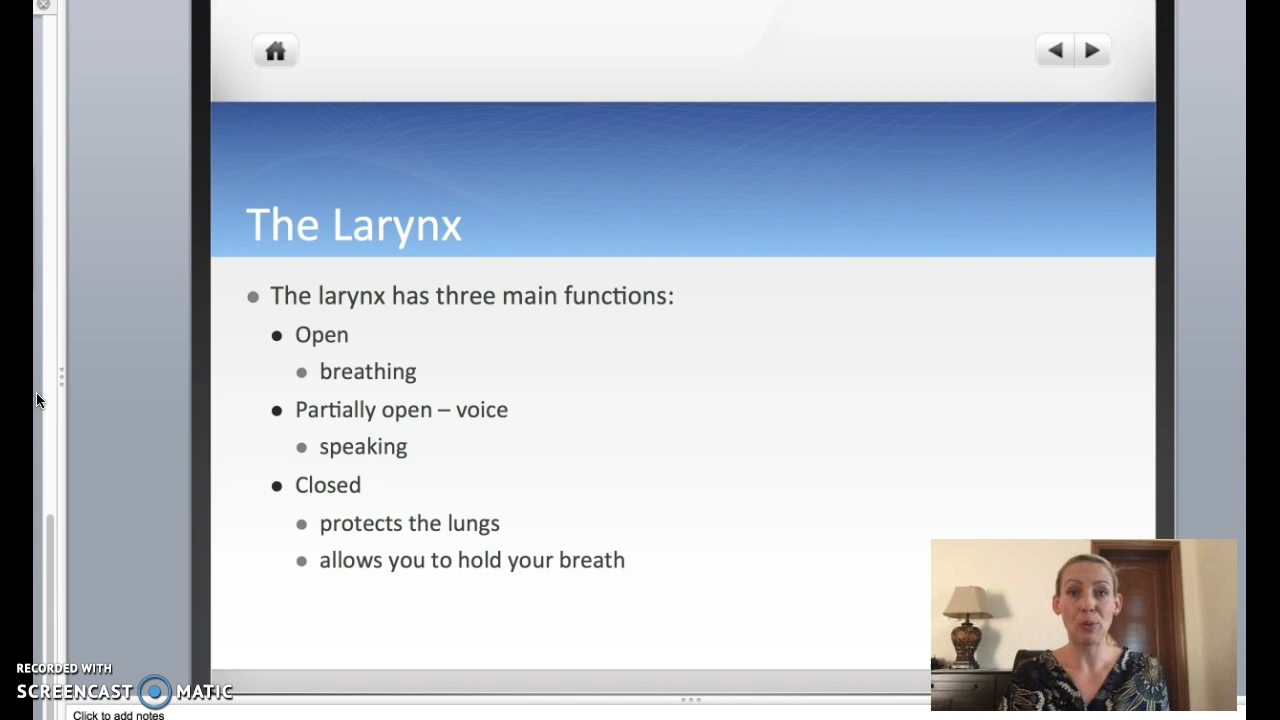 The Larynx
The larynx has three main functions:
Open
breathing
Partially open – voice
speaking
Closed
protects the lungs
allows you to hold your breath
RECORDED WITH
SCREENCAST MATIC
Click to add notes